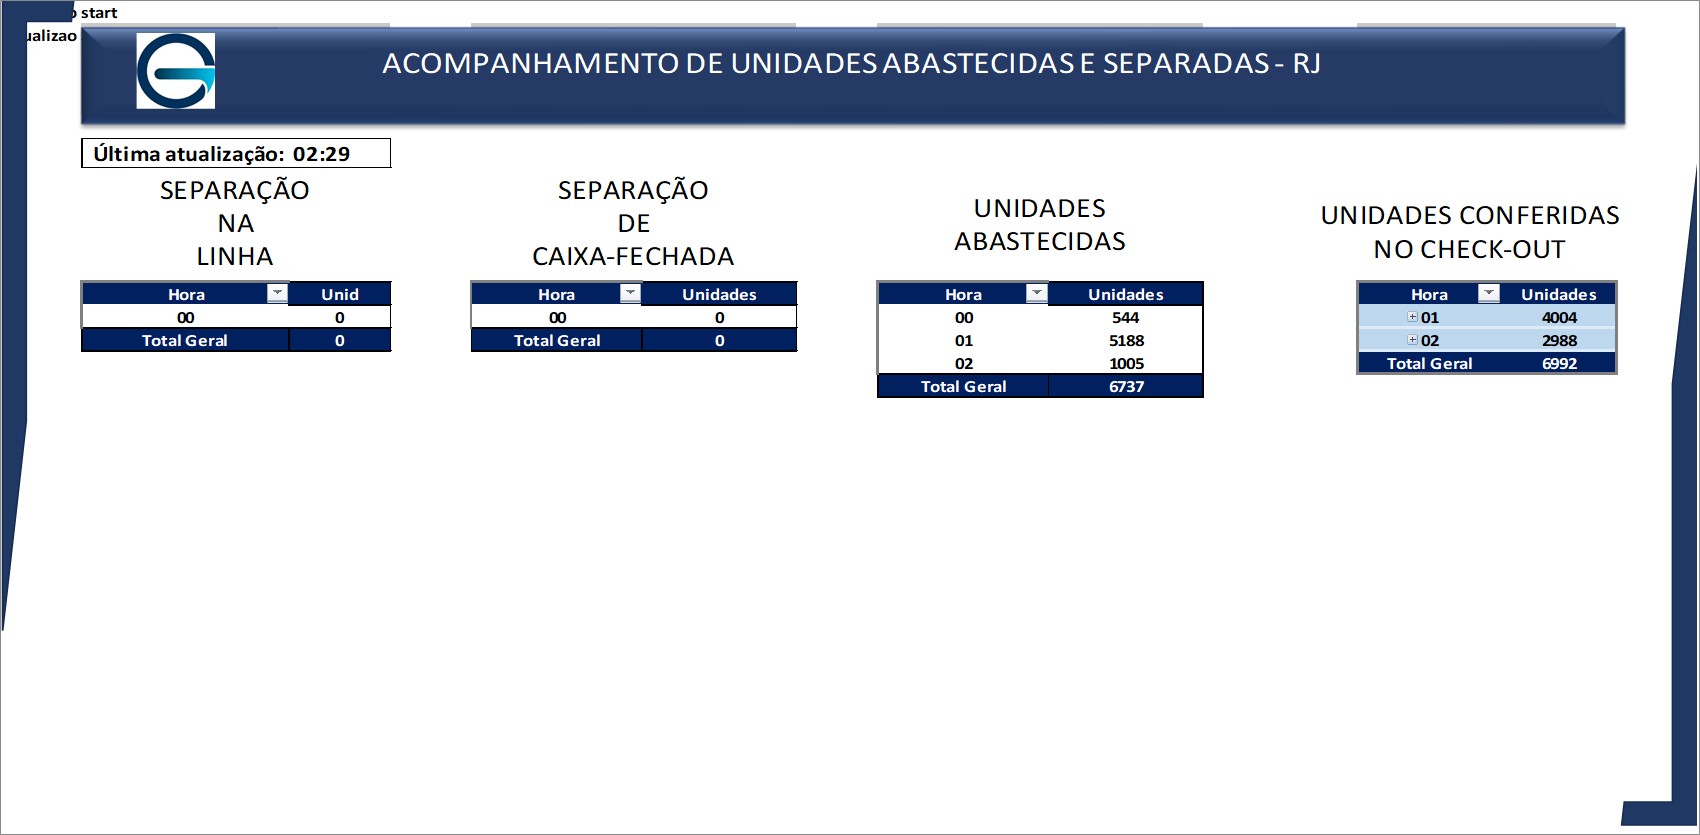 start
ACOMPANHAMENTO DE UNIDADES ABASTECIDAS E SEPARADAS - RJ
Última atualização: 02:29
SEPARAÇÃO
NA
LINHA
Hora Unid
00 0
Total Geral 0
SEPARAÇÃO
DE
CAIXA-FECHADA
Hora Unidades
00 0
Total Geral 0
UNIDADES
ABASTECIDAS
Hora Unidades
00 544
01 5188
02 1005
Total Geral 6737
UNIDADES CONFERIDAS
NO CHECK-OUT
Hora Unidades
01 4004
02 2988
Total Geral 6992